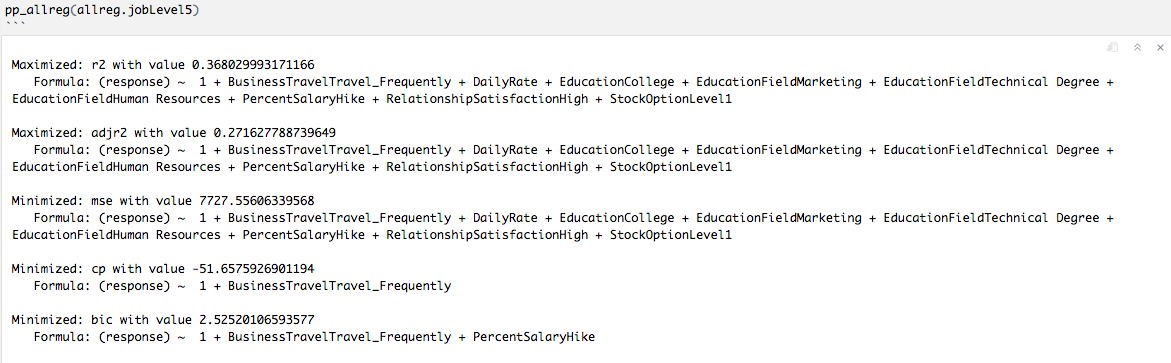 pp_allreg(allreg.jobLevel5)
```
Maximized: r2 with value 0.368029993171166
Formula: (response) ~ 1 + BusinessTravelTravel_Frequently + DailyRate + EducationCollege + EducationFieldMarketing + EducationFieldTechnical Degree +
EducationFieldHuman Resources + PercentSalaryHike + RelationshipSatisfactionHigh + StockOptionLevel1
Maximized: adjr2 with value 0.271627788739649
Formula: (response) ~ 1 + BusinessTravelTravel_Frequently + DailyRate + EducationCollege + EducationFieldMarketing + EducationFieldTechnical Degree +
EducationFieldHuman Resources + PercentSalaryHike + RelationshipSatisfactionHigh + StockOptionLevel1
Minimized: mse with value 7727.55606339568
Formula: (response) ~ 1 + BusinessTravelTravel_Frequently + DailyRate + EducationCollege + EducationFieldMarketing + EducationFieldTechnical Degree +
EducationFieldHuman Resources + PercentSalaryHike + RelationshipSatisfactionHigh + StockOptionLevel1
Minimized: cp with value -51.6575926901194
Formula: (response) ~ 1 + BusinessTravelTravel_Frequently
Minimized: bic with value 2.52520106593577
Formula: (response) ~ 1 + BusinessTravelTravel_Frequently + PercentSalaryHike